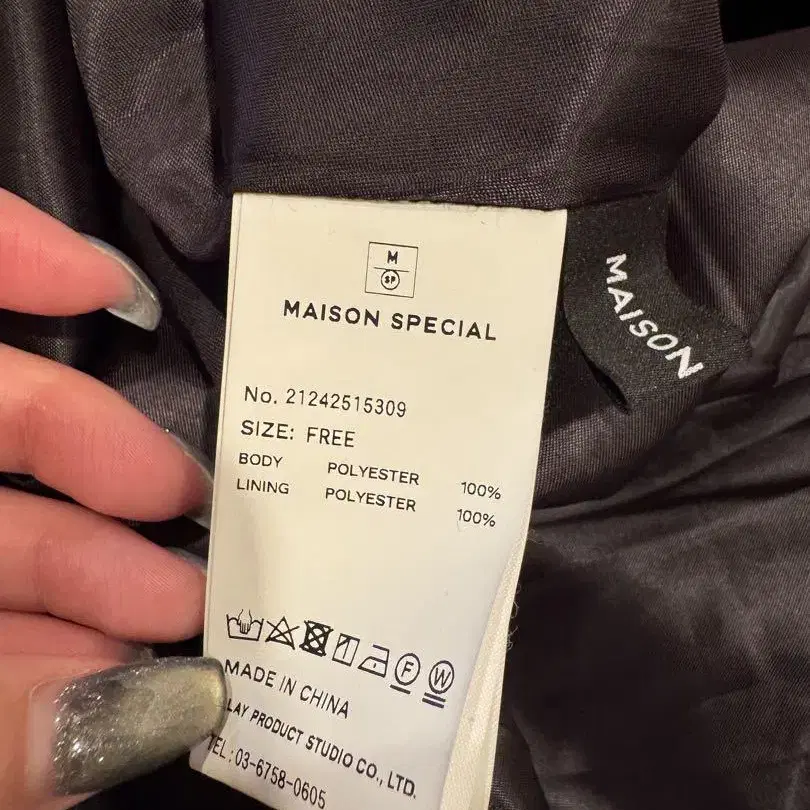 M
SP
MAISON SPECIAL
No. 21242515309
SIZE: FREE
BODY POLYESTER 100%
LINING POLYESTER 100%
F W
MADE IN CHINA
LAY PRODUCT STUDIO CO., LTD.
TEL:03-6758-0605
MAISON